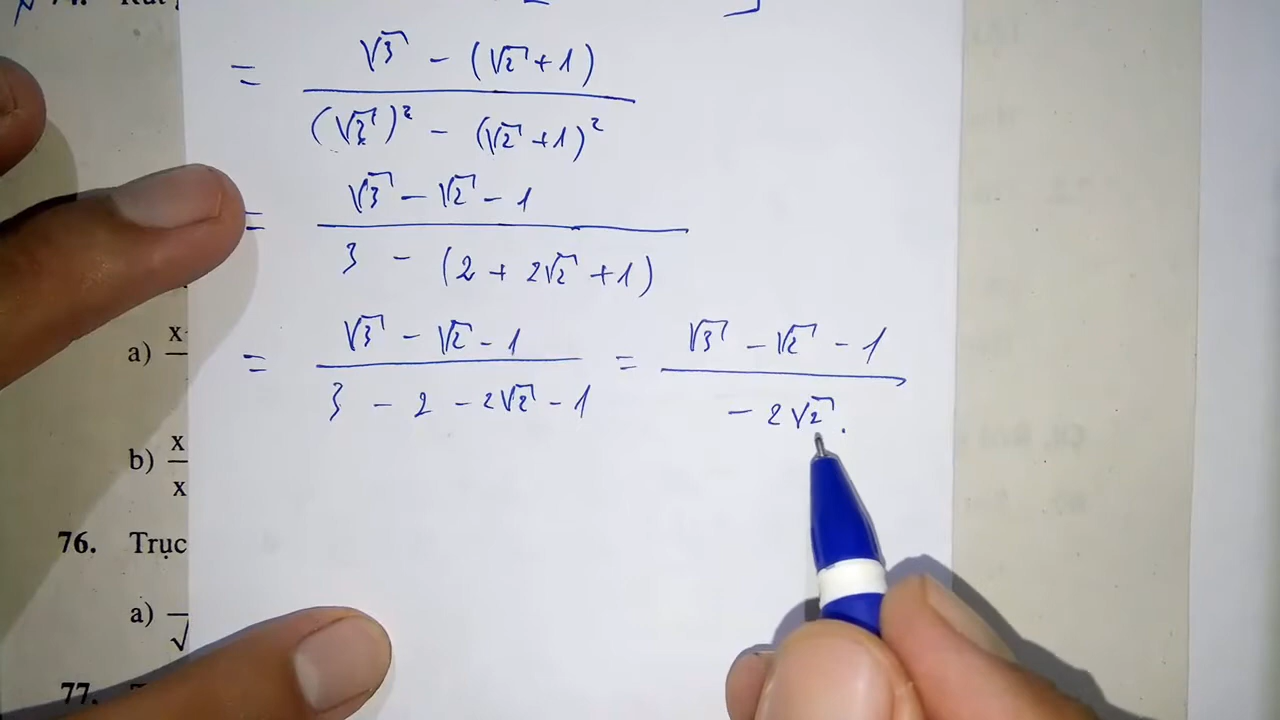 = (√3 - (√2 + 1)) / ((√3)² - (√2 + 1)²)
= (√3 - √2 - 1) / (3 - (2 + 2√2 + 1))
= (√3 - √2 - 1) / (3 - 2 - 2√2 - 1) = (√3 - √2 - 1) / (-2√2).
a) x
b) x
x
76. Trục
a) √
77.